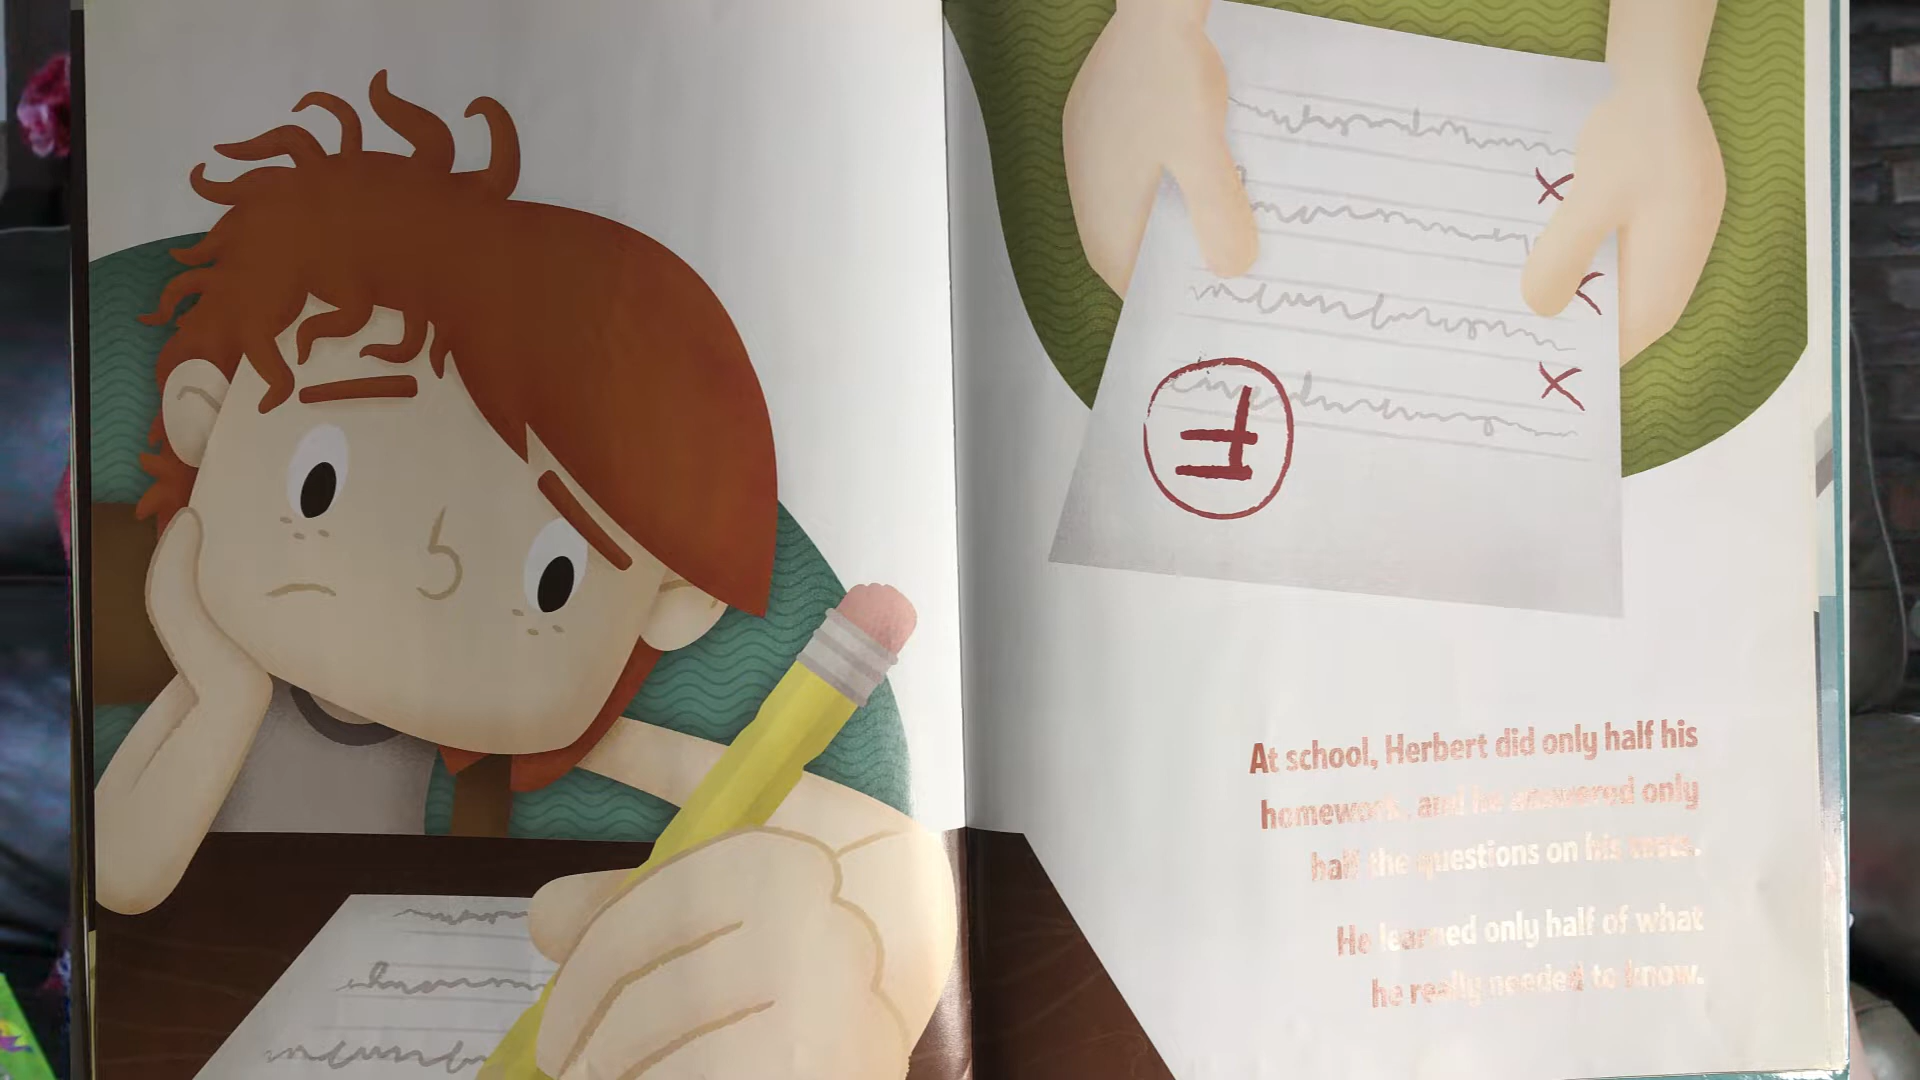 F
At school, Herbert did only half his
homework, and he answered only
half the questions on his tests.
He learned only half of what
he really needed to know.